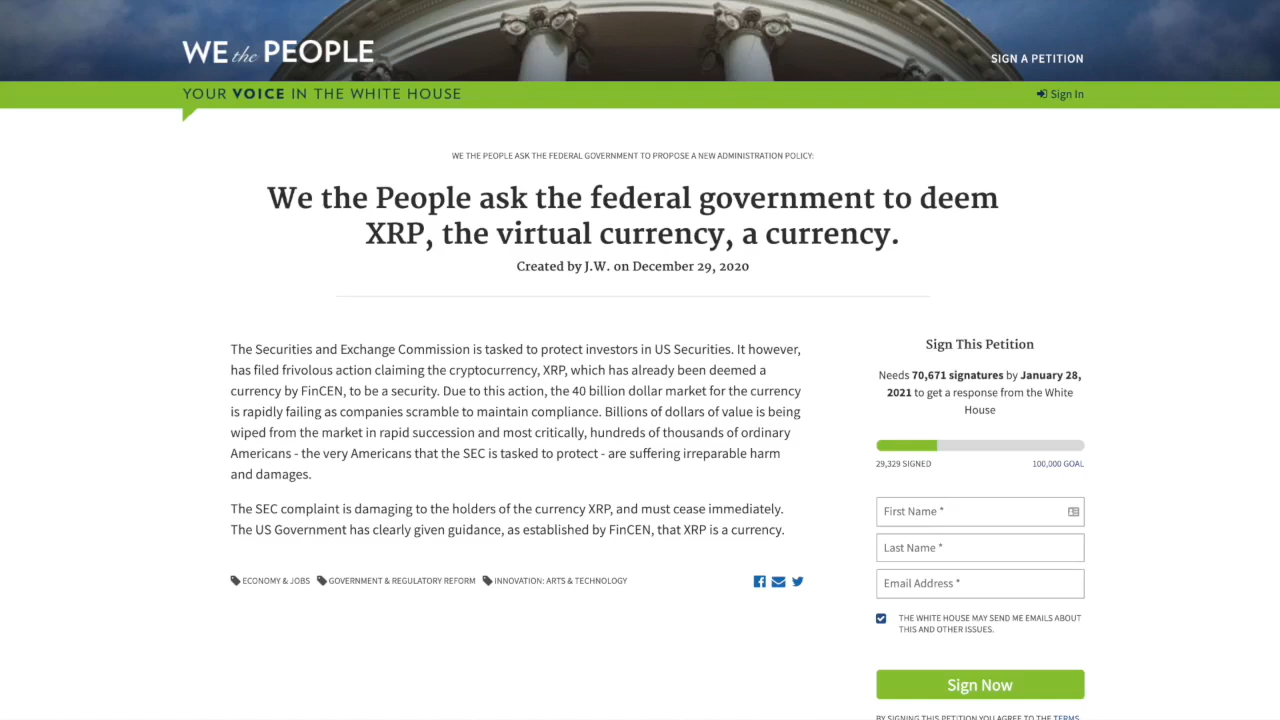 WE the PEOPLE
SIGN A PETITION
YOUR VOICE IN THE WHITE HOUSE
Sign In
WE THE PEOPLE ASK THE FEDERAL GOVERNMENT TO PROPOSE A NEW ADMINISTRATION POLICY:
We the People ask the federal government to deem
XRP, the virtual currency, a currency.
Created by J.W. on December 29, 2020
The Securities and Exchange Commission is tasked to protect investors in US Securities. It however,
has filed frivolous action claiming the cryptocurrency, XRP, which has already been deemed a
currency by FinCEN, to be a security. Due to this action, the 40 billion dollar market for the currency
is rapidly failing as companies scramble to maintain compliance. Billions of dollars of value is being
wiped from the market in rapid succession and most critically, hundreds of thousands of ordinary
Americans - the very Americans that the SEC is tasked to protect - are suffering irreparable harm
and damages.
The SEC complaint is damaging to the holders of the currency XRP, and must cease immediately.
The US Government has clearly given guidance, as established by FinCEN, that XRP is a currency.
ECONOMY & JOBS GOVERNMENT & REGULATORY REFORM INNOVATION: ARTS & TECHNOLOGY
Sign This Petition
Needs 70,671 signatures by January 28,
2021 to get a response from the White
House
29,329 SIGNED
100,000 GOAL
First Name *
Last Name *
Email Address *
THE WHITE HOUSE MAY SEND ME EMAILS ABOUT
THIS AND OTHER ISSUES.
Sign Now
BY SIGNING THIS PETITION YOU AGREE TO THE TERMS